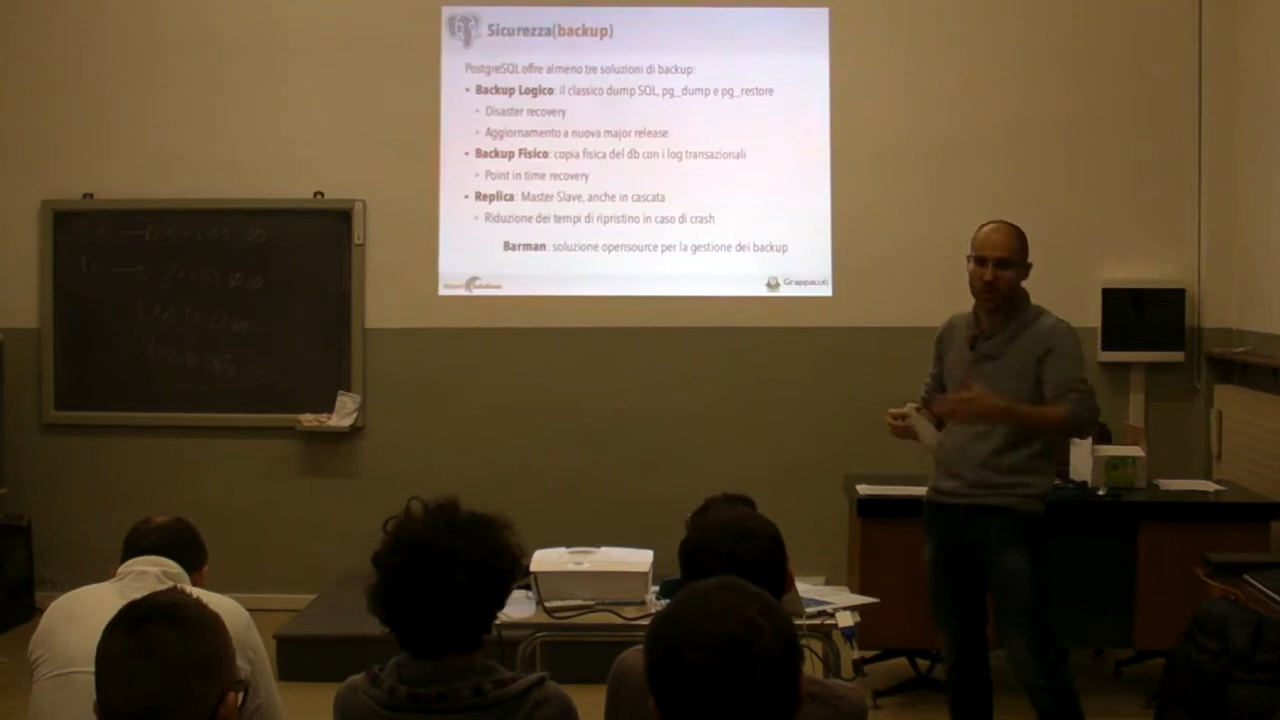 Sicurezza(backup)
PostgreSQL offre almeno tre soluzioni di backup:
• Backup Logico: il classico dump SQL, pg_dump e pg_restore
• Disaster recovery
• Aggiornamento a nuova major release
• Backup Fisico: copia fisica del db con i log transazionali
• Point in time recovery
• Replica: Master-Slave, anche in cascata
• Riduzione dei tempi di ripristino in caso di crash
Barman: soluzione opensource per la gestione dei backup
GrappaLUG